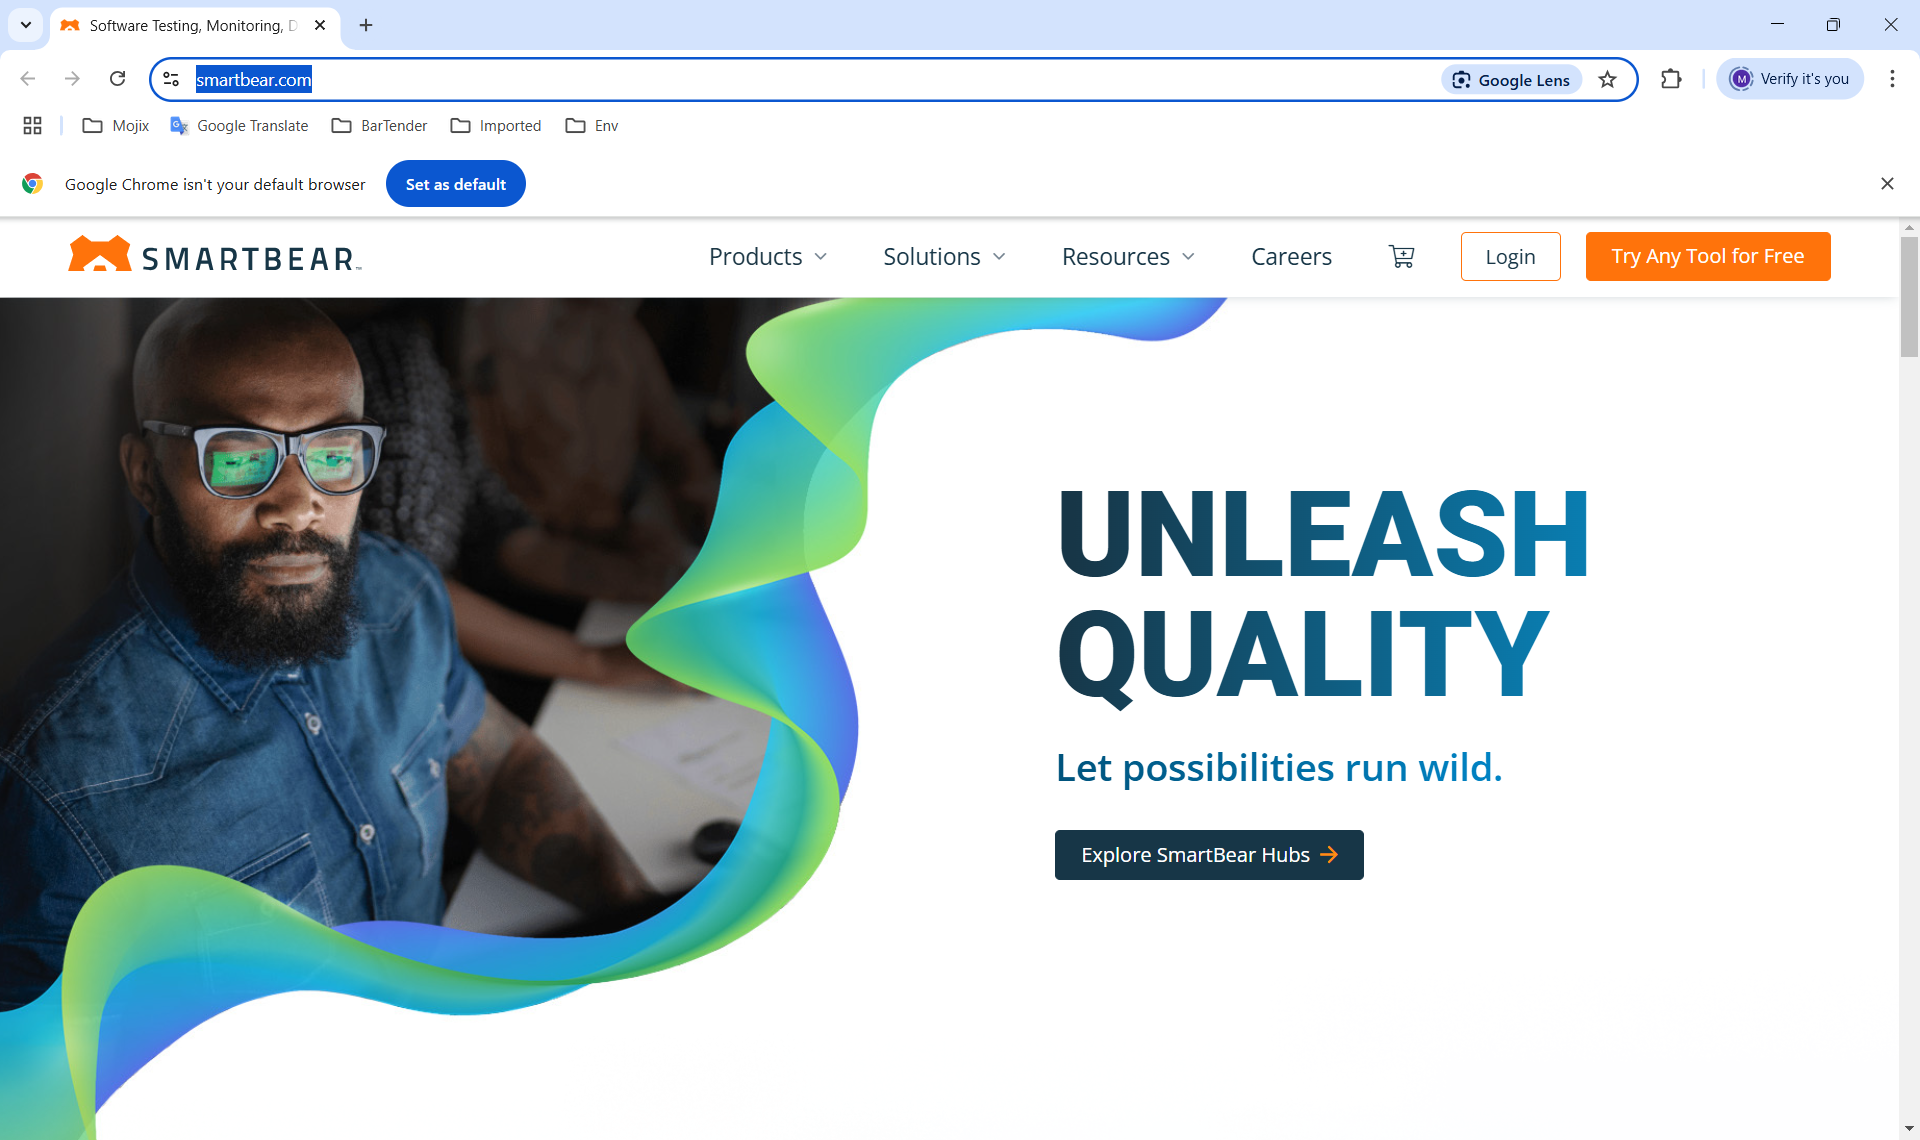 Software Testing, Monitoring, D
smartbear.com
Google Lens
Verify it's you
Mojix
Google Translate
BarTender
Imported
Env
Google Chrome isn't your default browser
Set as default
SMARTBEAR
Products
Solutions
Resources
Careers
Login
Try Any Tool for Free
UNLEASH
QUALITY
Let possibilities run wild.
Explore SmartBear Hubs